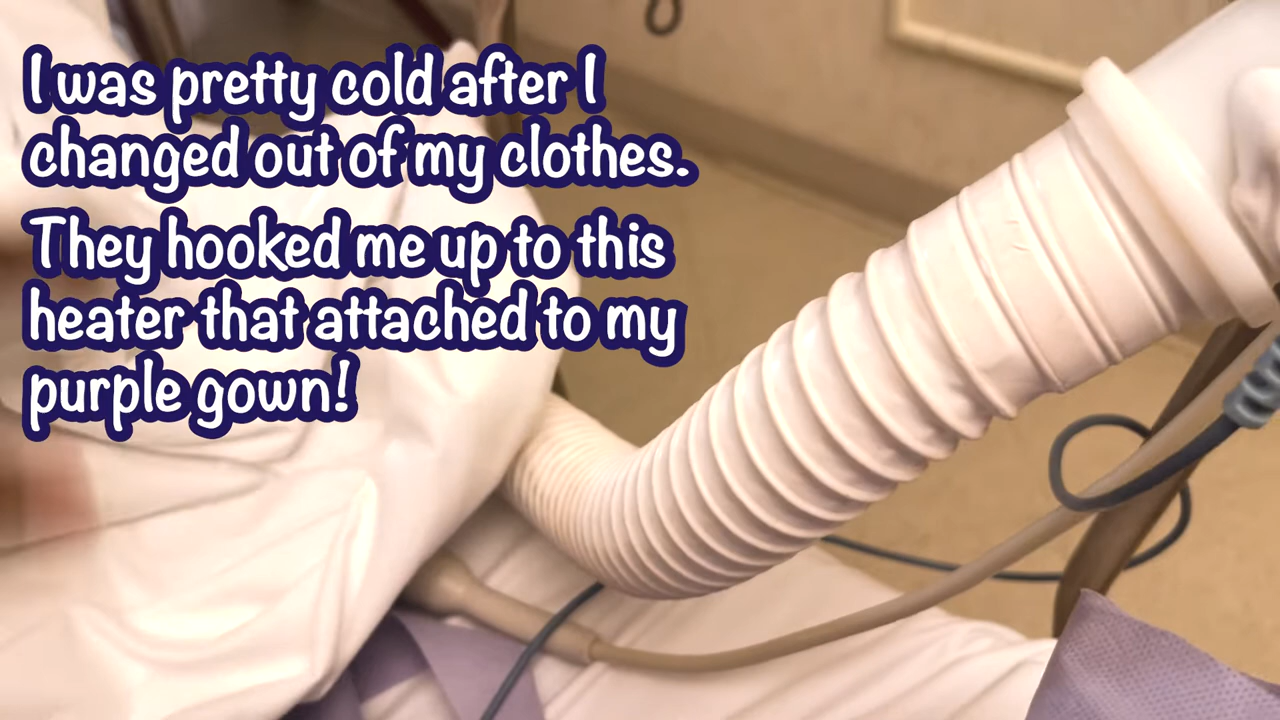 I was pretty cold after I
changed out of my clothes.
They hooked me up to this
heater that attached to my
purple gown!